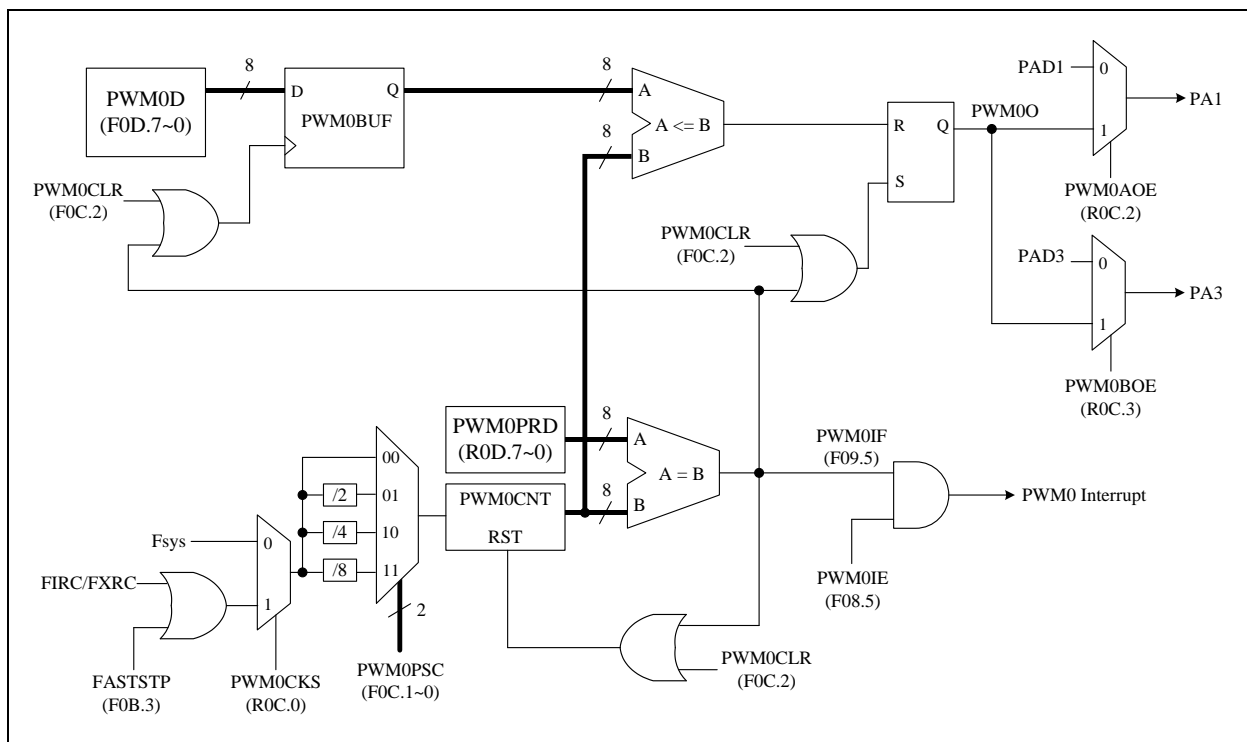 PWM0D
(F0D.7~0)
8
D
Q
PWM0BUF
8
A
A <= B
B
8
R
Q
S
PWM0O
PAD1
0
1
PA1
PWM0AOE
(R0C.2)
PWM0CLR
(F0C.2)
PWM0CLR
(F0C.2)
PAD3
0
1
PA3
PWM0BOE
(R0C.3)
PWM0PRD
(R0D.7~0)
8
A
A = B
B
8
PWM0CNT
RST
PWM0IF
(F09.5)
PWM0 Interrupt
PWM0IE
(F08.5)
00
/2
01
/4
10
/8
11
Fsys
0
FIRC/FXRC
1
2
FASTSTP
(F0B.3)
PWM0CKS
(R0C.0)
PWM0PSC
(F0C.1~0)
PWM0CLR
(F0C.2)